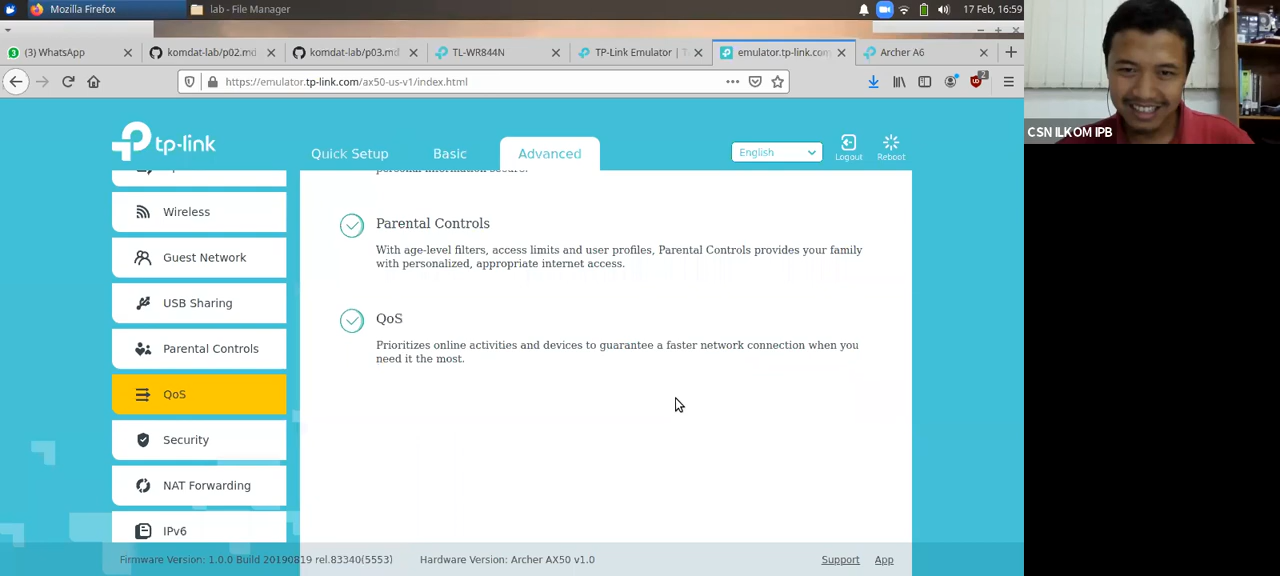 Mozilla Firefox
lab - File Manager
17 Feb, 16:59
(3) WhatsApp
komdat-lab/p02.md
komdat-lab/p03.md
TL-WR844N
TP-Link Emulator | T
emulator.tp-link.com/
Archer A6
https://emulator.tp-link.com/ax50-us-v1/index.html
2
CSN ILKOM IPB
tp-link
Quick Setup
Basic
Advanced
English
Logout
Reboot
personal information secure.
Wireless
Guest Network
USB Sharing
Parental Controls
QoS
Security
NAT Forwarding
IPv6
Parental Controls
With age-level filters, access limits and user profiles, Parental Controls provides your family
with personalized, appropriate internet access.
QoS
Prioritizes online activities and devices to guarantee a faster network connection when you
need it the most.
Firmware Version: 1.0.0 Build 20190819 rel.83340(5553)
Hardware Version: Archer AX50 v1.0
Support
App